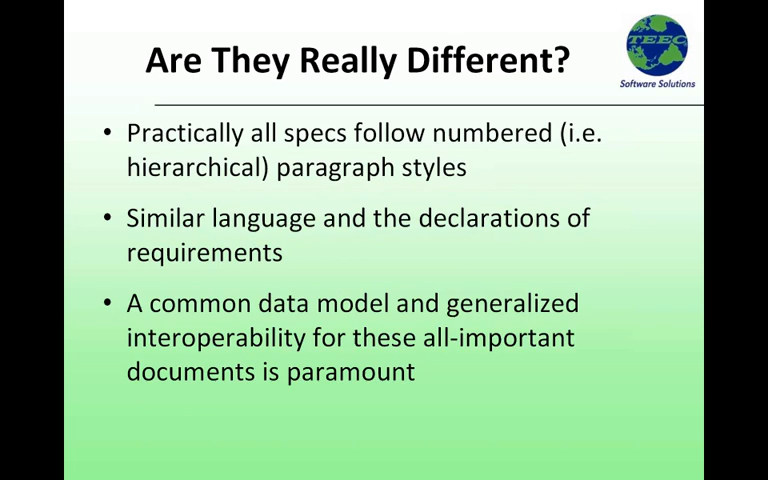 Are They Really Different?
TEEC
Software Solutions
• Practically all specs follow numbered (i.e.
hierarchical) paragraph styles
• Similar language and the declarations of
requirements
• A common data model and generalized
interoperability for these all-important
documents is paramount